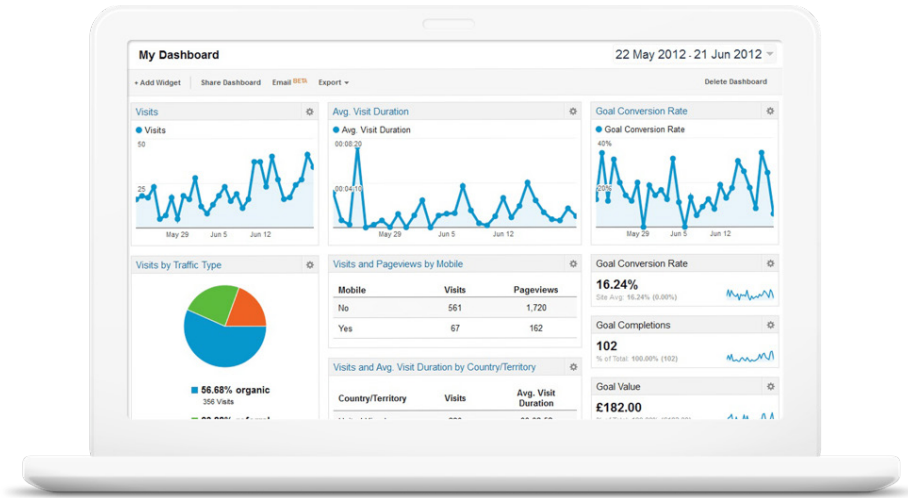 My Dashboard
22 May 2012 - 21 Jun 2012
+ Add Widget Share Dashboard Email BETA Export Delete Dashboard
Visits
Visits
50
25
May 29 Jun 5 Jun 12
Avg. Visit Duration
Avg. Visit Duration
00:08:20
00:04:10
May 29 Jun 5 Jun 12
Goal Conversion Rate
Goal Conversion Rate
40%
20%
May 29 Jun 5 Jun 12
Visits by Traffic Type
56.68% organic
356 Visits
Visits and Pageviews by Mobile
Mobile Visits Pageviews
No 561 1,720
Yes 67 162
Visits and Avg. Visit Duration by Country/Territory
Country/Territory Visits Avg. Visit
Duration
Goal Conversion Rate
16.24%
Site Avg: 16.24% (0.00%)
Goal Completions
102
% of Total: 100.00% (102)
Goal Value
£182.00